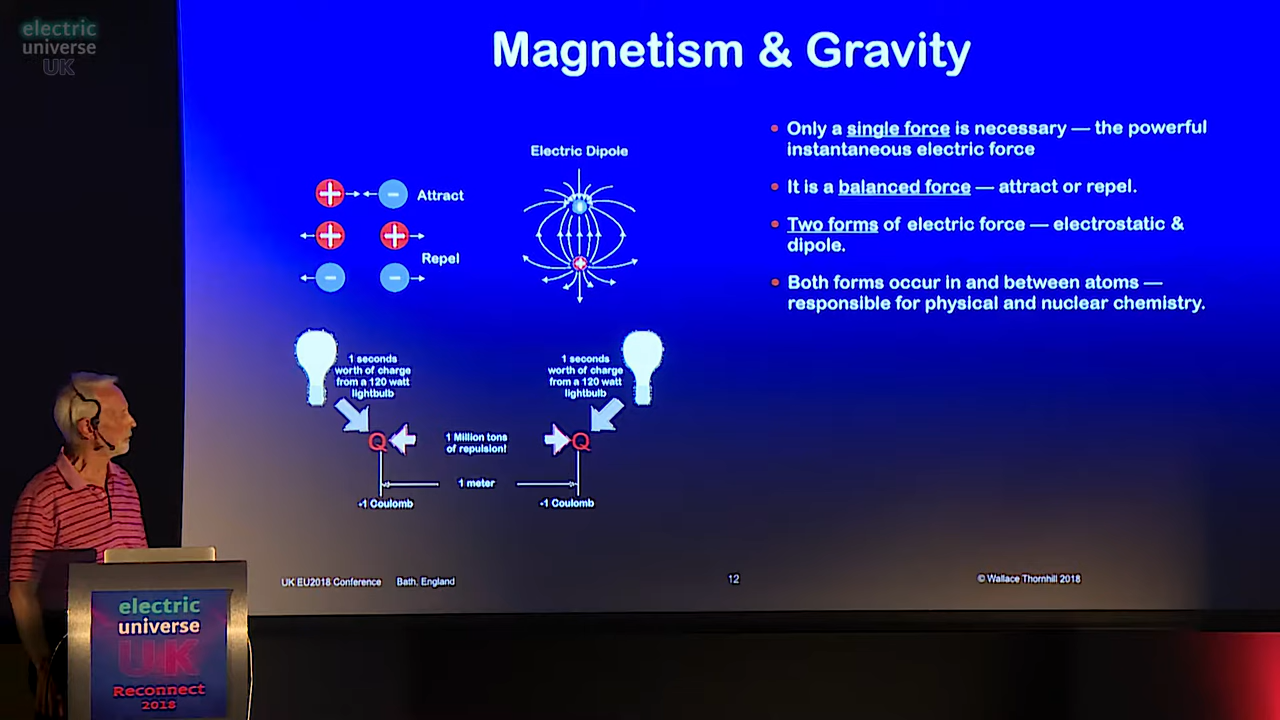 electric
universe
UK
Magnetism & Gravity
Electric Dipole
Attract
Repel
• Only a single force is necessary — the powerful
instantaneous electric force
• It is a balanced force — attract or repel.
• Two forms of electric force — electrostatic &
dipole.
• Both forms occur in and between atoms —
responsible for physical and nuclear chemistry.
1 seconds
worth of charge
from a 120 watt
lightbulb
1 seconds
worth of charge
from a 120 watt
lightbulb
Q
1 Million tons
of repulsion!
Q
1 meter
-1 Coulomb
-1 Coulomb
UK EU2018 Conference Bath, England
12
© Wallace Thornhill 2018
electric
universe
UK
Reconnect
2018